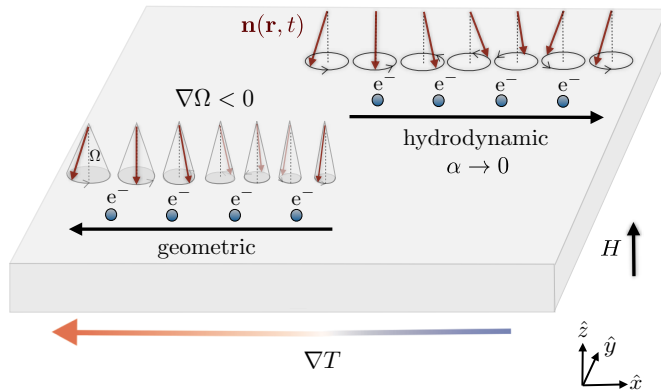 n(r, t)
e⁻ e⁻ e⁻ e⁻
∇Ω < 0
hydrodynamic
α → 0
Ω
e⁻ e⁻ e⁻ e⁻
geometric
H
∇T
ẑ
ŷ
x̂